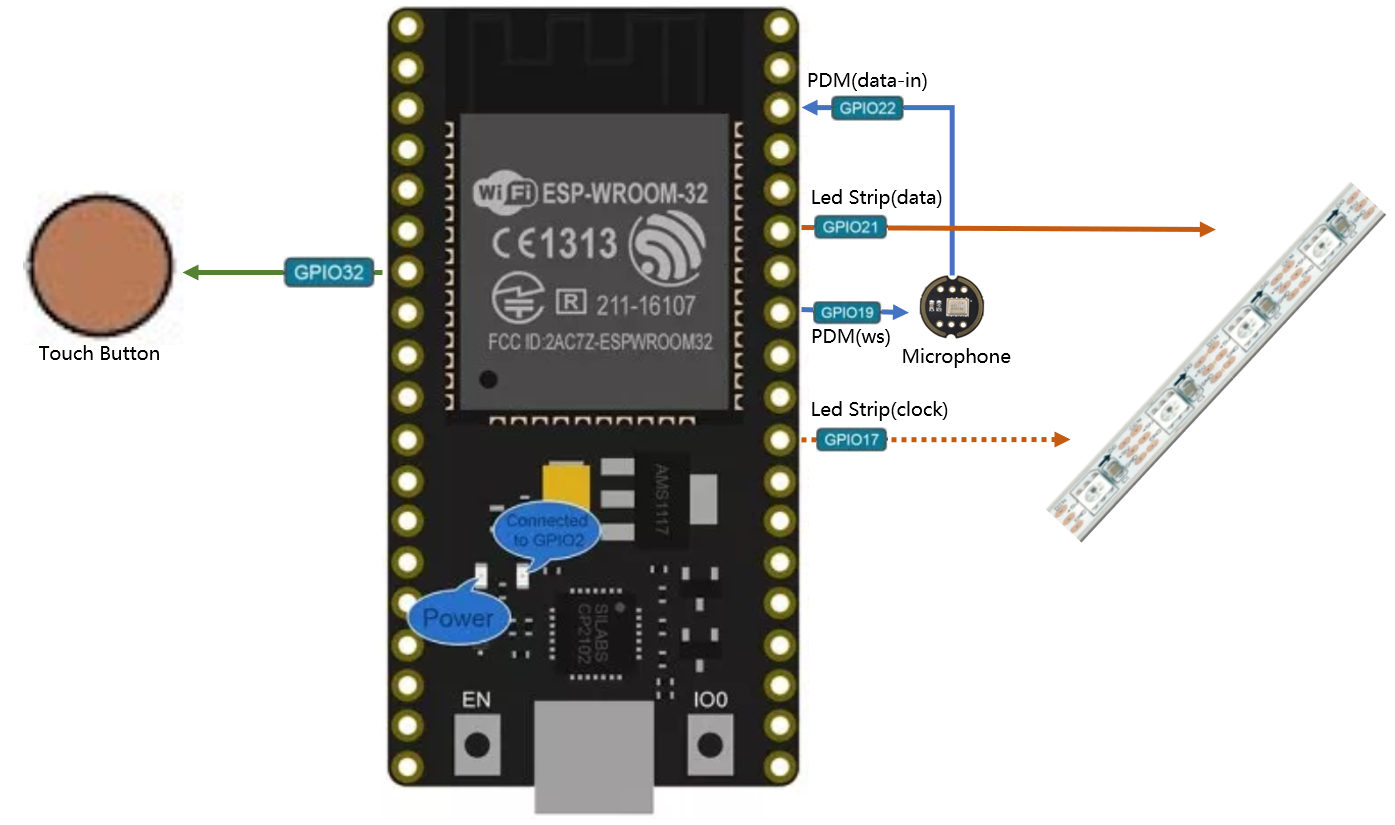 PDM(data-in)
GPIO22
WiFi ESP-WROOM-32
Led Strip(data)
GPIO21
CE1313
GPIO32
R 211-16107
GPIO19
PDM(ws)
FCC ID:2AC7Z-ESPWROOM32
Touch Button
Microphone
Led Strip(clock)
GPIO17
AMS1117
Connected
to GPIO2
Power
SILABS
CP2102
EN
IO0